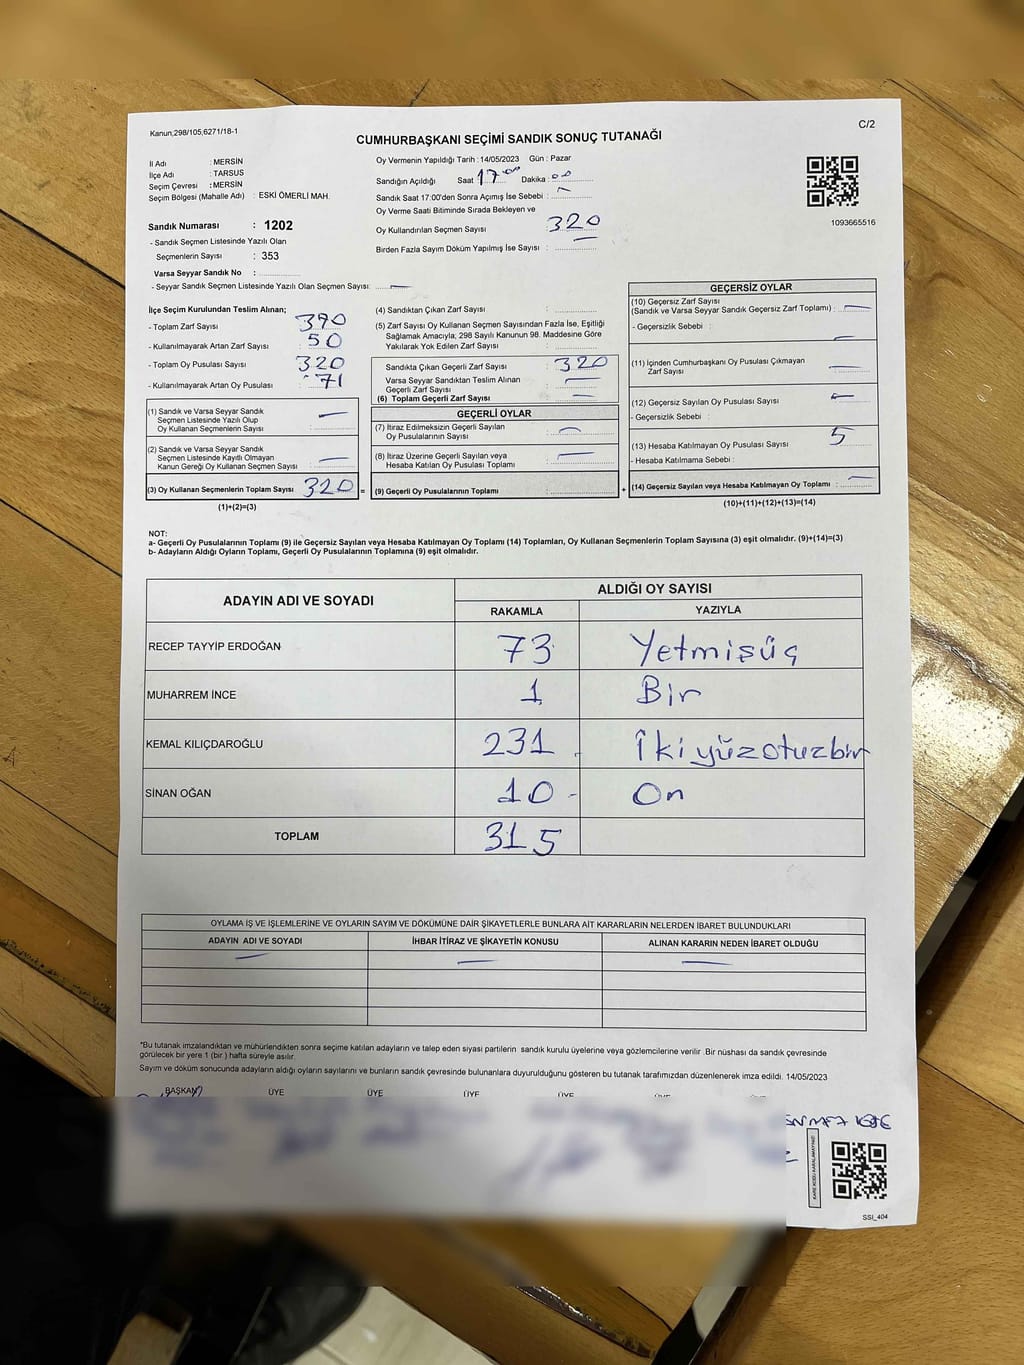 Kanun,298/105,6271/18-1
C/2
CUMHURBAŞKANI SEÇİMİ SANDIK SONUÇ TUTANAĞI
İl Adı : MERSİN
İlçe Adı : TARSUS
Seçim Çevresi : MERSİN
Seçim Bölgesi (Mahalle Adı) : ESKİ ÖMERLİ MAH.
Sandık Numarası : 1202
- Sandık Seçmen Listesinde Yazılı Olan
Seçmenlerin Sayısı : 353
Varsa Seyyar Sandık No :
- Seyyar Sandık Seçmen Listesinde Yazılı Olan Seçmen Sayısı: —
Oy Vermenin Yapıldığı Tarih : 14/05/2023 Gün : Pazar
Sandığın Açıldığı Saat 17.00 Dakika : 00
Sandık Saat 17:00'den Sonra Açımış İse Sebebi :
Oy Verme Saati Bitiminde Sırada Bekleyen ve
Oy Kullandırılan Seçmen Sayısı : 320
Birden Fazla Sayım Döküm Yapılmış İse Sayısı : —
1093665516
İlçe Seçim Kurulundan Teslim Alınan;
- Toplam Zarf Sayısı : 390
- Kullanılmayarak Artan Zarf Sayısı : 50
- Toplam Oy Pusulası : 320
- Kullanılmayarak Artan Oy Pusulası : 71
(1) Sandık ve Varsa Seyyar Sandık
Seçmen Listesinde Yazılı Olup
Oy Kullanan Seçmenlerin Sayısı : —
(2) Sandık ve Varsa Seyyar Sandık
Seçmen Listesinde Kayıtlı Olmayan
Kanun Gereği Oy Kullanan Seçmen Sayısı : —
(3) Oy Kullanan Seçmenlerin Toplam Sayısı : 320 =
(1)+(2)=(3)
(4) Sandıktan Çıkan Zarf Sayısı :
(5) Zarf Sayısı Oy Kullanan Seçmen Sayısından Fazla İse, Eşitliği
Sağlamak Amacıyla; 298 Sayılı Kanunun 98. Maddesine Göre
Yakılarak Yok Edilen Zarf Sayısı :
Sandıkta Çıkan Geçerli Zarf Sayısı : 320
Varsa Seyyar Sandıktan Teslim Alınan
Geçerli Zarf Sayısı : —
(6) Toplam Geçerli Zarf Sayısı : —
GEÇERLİ OYLAR
(7) İtiraz Edilmeksizin Geçerli Sayılan
Oy Pusulalarının Sayısı : —
(8) İtiraz Üzerine Geçerli Sayılan veya
Hesaba Katılan Oy Pusulası Toplamı : —
(9) Geçerli Oy Pusulalarının Toplamı : +
GEÇERSİZ OYLAR
(10) Geçersiz Zarf Sayısı
(Sandık ve Varsa Seyyar Sandık Geçersiz Zarf Toplamı) : —
- Geçersizlik Sebebi :
(11) İçinden Cumhurbaşkanı Oy Pusulası Çıkmayan
Zarf Sayısı : —
(12) Geçersiz Sayılan Oy Pusulası Sayısı : —
- Geçersizlik Sebebi :
(13) Hesaba Katılmayan Oy Pusulası Sayısı : 5
- Hesaba Katılmama Sebebi :
(14) Geçersiz Sayılan veya Hesaba Katılmayan Oy Toplamı : —
(10)+(11)+(12)+(13)=(14)
NOT:
a- Geçerli Oy Pusulalarının Toplamı (9) ile Geçersiz Sayılan veya Hesaba Katılmayan Oy Toplamı (14) Toplamları, Oy Kullanan Seçmenlerin Toplam Sayısına (3) eşit olmalıdır. (9)+(14)=(3)
b- Adayların Aldığı Oyların Toplamı, Geçerli Oy Pusulalarının Toplamına (9) eşit olmalıdır.
ADAYIN ADI VE SOYADI
ALDIĞI OY SAYISI
RAKAMLA YAZIYLA
RECEP TAYYİP ERDOĞAN 73 Yetmişüç
MUHARREM İNCE 1 Bir
KEMAL KILIÇDAROĞLU 231 İkiyüzotuzbir
SİNAN OĞAN 10 - On
TOPLAM 315
OYLAMA İŞ VE İŞLEMLERİNE VE OYLARIN SAYIM VE DÖKÜMÜNE DAİR ŞİKAYETLERLE BUNLARA AİT KARARLARIN NELERDEN İBARET BULUNDUKLARI
ADAYIN ADI VE SOYADI İHBAR İTİRAZ VE ŞİKAYETİN KONUSU ALINAN KARARIN NEDEN İBARET OLDUĞU
— — —
*Bu tutanak imzalandıktan ve mühürlendikten sonra seçime katılan adayların ve talep eden siyasi partilerin sandık kurulu üyelerine veya gözlemcilerine verilir .Bir nüshası da sandık çevresinde
görülecek bir yere 1 (bir ) hafta süreyle asılır.
Sayım ve döküm sonucunda adayların aldığı oyların sayılarını ve bunların sandık çevresinde bulunanlara duyurulduğunu gösteren bu tutanak tarafımızdan düzenlenerek imza edildi. 14/05/2023
BAŞKAN ÜYE ÜYE ÜYE ÜYE ÜYE ÜYE
SSI_404